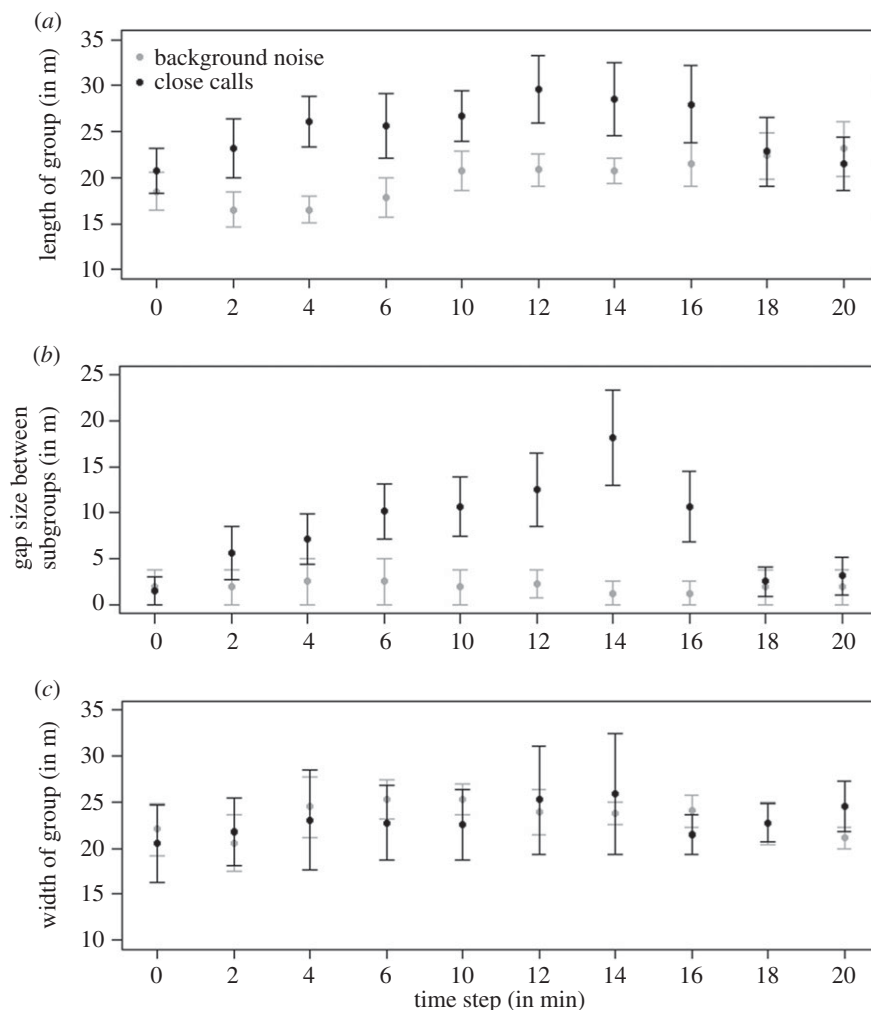 (a)
35
30
25
20
15
10
length of group (in m)
background noise
close calls
0 2 4 6 10 12 14 16 18 20
(b)
25
20
15
10
5
0
gap size between
subgroups (in m)
0 2 4 6 10 12 14 16 18 20
(c)
35
30
25
20
15
10
width of group (in m)
0 2 4 6 10 12 14 16 18 20
time step (in min)